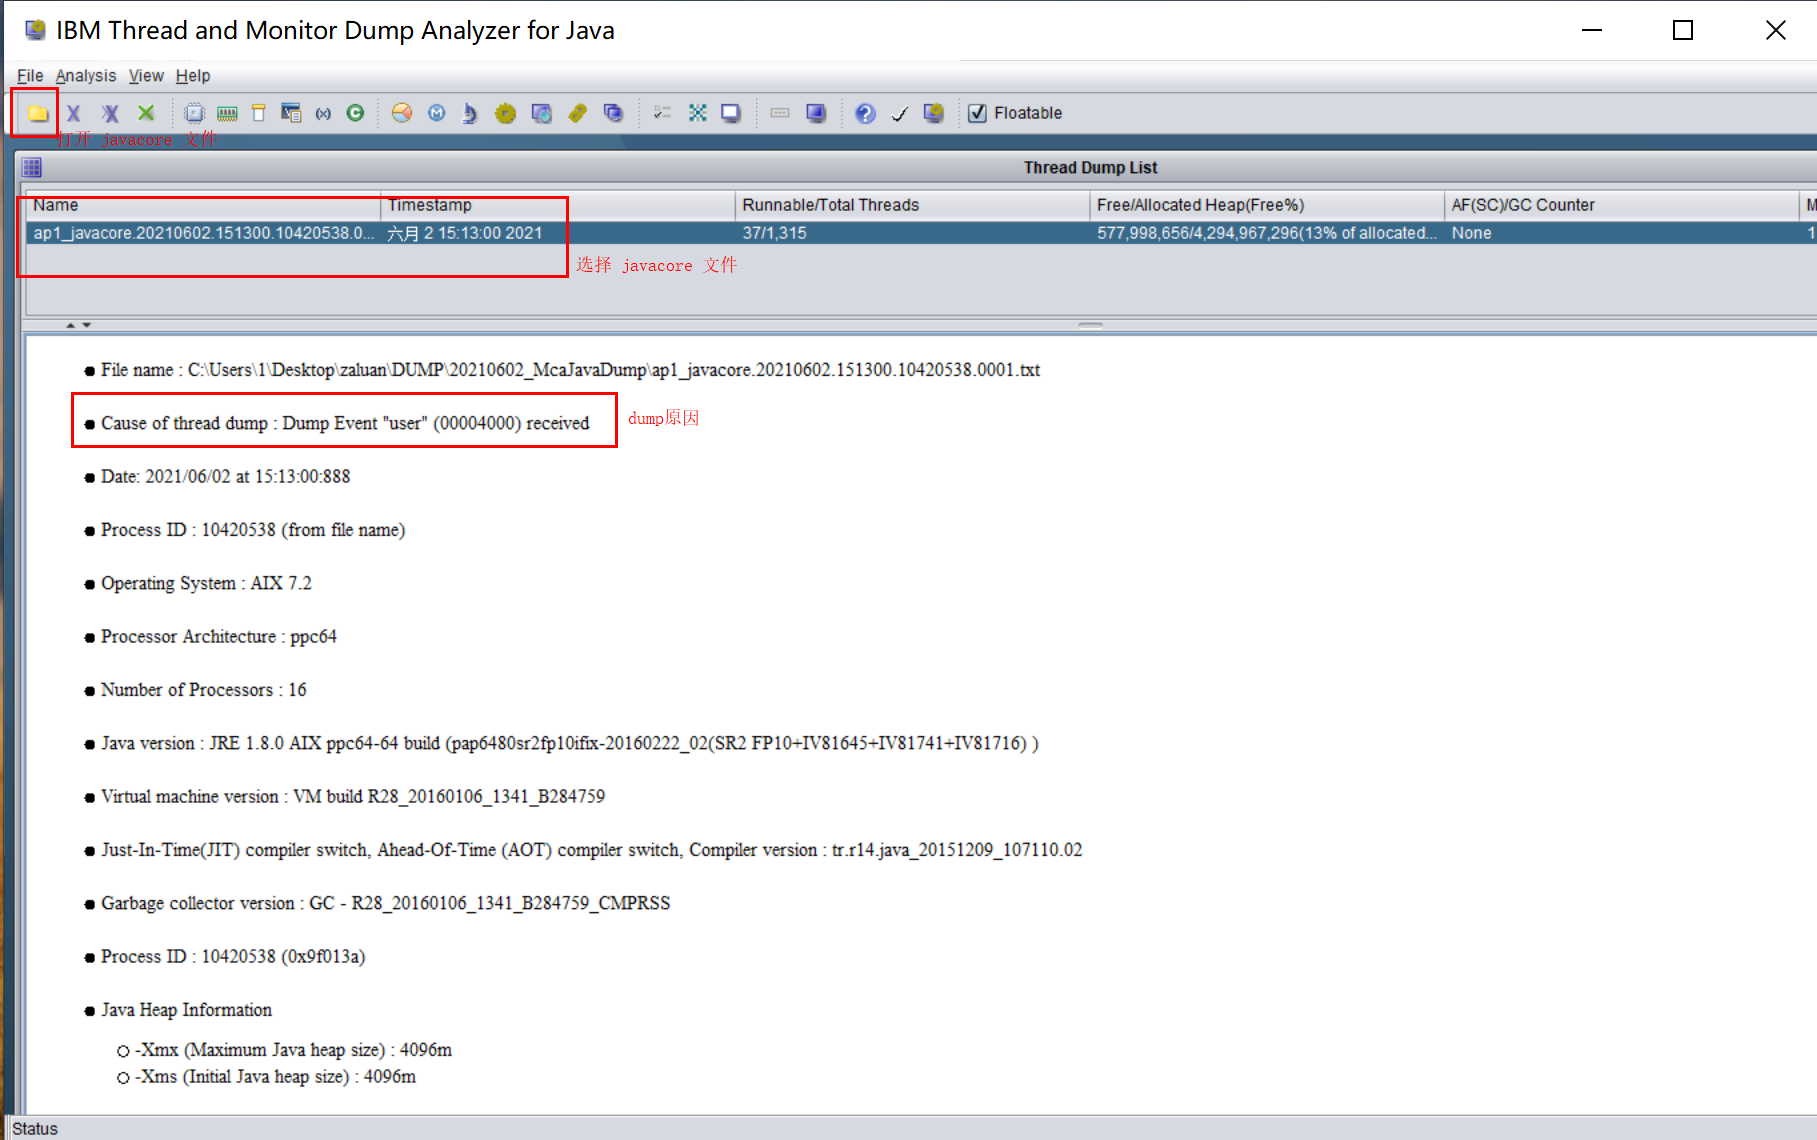 IBM Thread and Monitor Dump Analyzer for Java
File Analysis View Help
Floatable
打开 javacore 文件
Thread Dump List
Name Timestamp Runnable/Total Threads Free/Allocated Heap(Free%) AF(SC)/GC Counter M
ap1_javacore.20210602.151300.10420538.0... 六月 2 15:13:00 2021 37/1,315 577,998,656/4,294,967,296(13% of allocated... None 1
选择 javacore 文件
File name : C:\Users\1\Desktop\zaluan\DUMP\20210602_McaJavaDump\ap1_javacore.20210602.151300.10420538.0001.txt
Cause of thread dump : Dump Event "user" (00004000) received
dump原因
Date: 2021/06/02 at 15:13:00:888
Process ID : 10420538 (from file name)
Operating System : AIX 7.2
Processor Architecture : ppc64
Number of Processors : 16
Java version : JRE 1.8.0 AIX ppc64-64 build (pap6480sr2fp10ifix-20160222_02(SR2 FP10+IV81645+IV81741+IV81716) )
Virtual machine version : VM build R28_20160106_1341_B284759
Just-In-Time(JIT) compiler switch, Ahead-Of-Time (AOT) compiler switch, Compiler version : tr.r14.java_20151209_107110.02
Garbage collector version : GC - R28_20160106_1341_B284759_CMPRSS
Process ID : 10420538 (0x9f013a)
Java Heap Information
-Xmx (Maximum Java heap size) : 4096m
-Xms (Initial Java heap size) : 4096m
Status